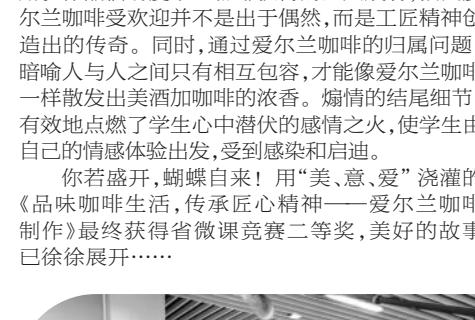 尔兰咖啡受欢迎并不是出于偶然,而是工匠精神
造出的传奇。同时,通过爱尔兰咖啡的归属问题
暗喻人与人之间只有相互包容,才能像爱尔兰咖啡
一样散发出美酒加咖啡的浓香。煽情的结尾细节
有效地点燃了学生心中潜伏的感情之火,使学生由
自己的情感体验出发,受到感染和启迪。
你若盛开,蝴蝶自来！用“美、意、爱”浇灌的
《品味咖啡生活,传承匠心精神——爱尔兰咖啡
制作》最终获得省微课竞赛二等奖,美好的故事
已徐徐展开……